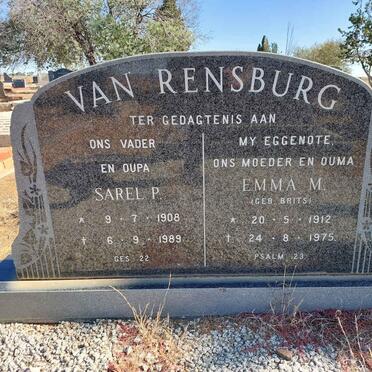 VAN RENSBURG
TER GEDAGTENIS AAN
ONS VADER
EN OUPA
SAREL P.
* 9-7-1908
† 6-9-1989
GES. 22
MY EGGENOTE,
ONS MOEDER EN OUMA
EMMA M.
(GEB. BRITS)
* 20-5-1912
† 24-8-1975
PSALM 23